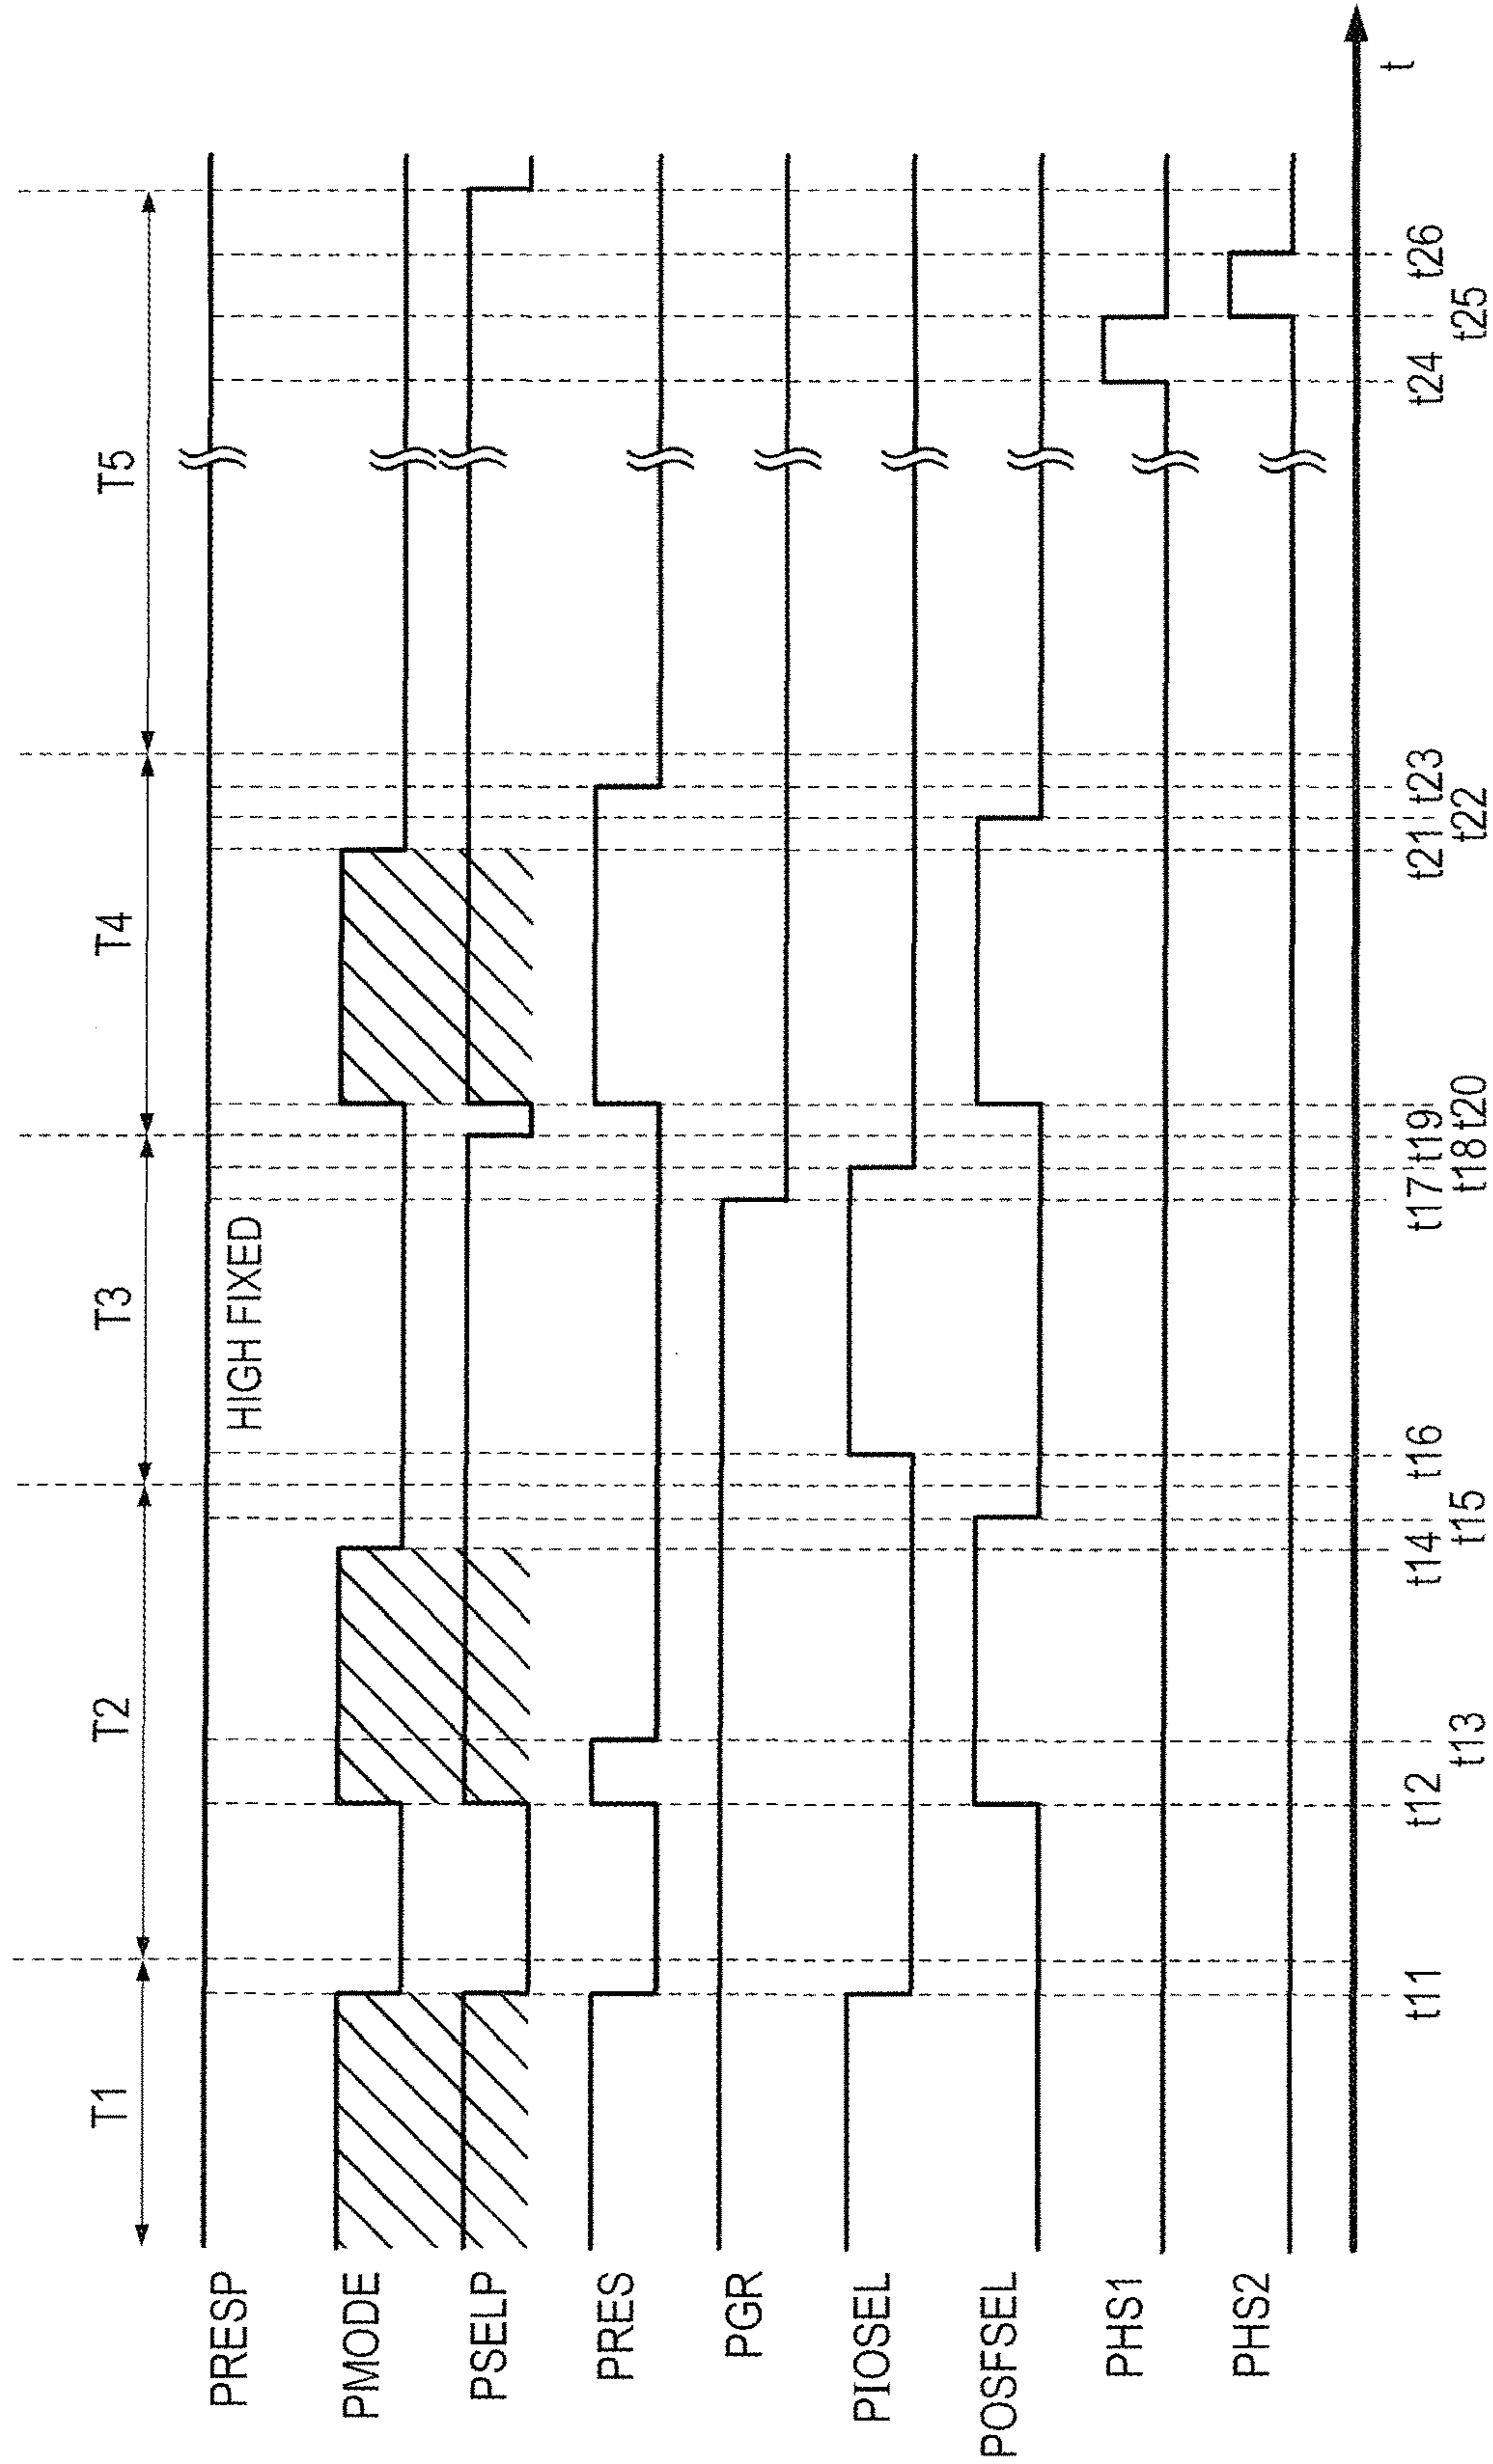 T1 T2 T3 T4 T5
PRESP
HIGH FIXED
PMODE
PSELP
PRES
PGR
PIOSEL
POSFSEL
PHS1
PHS2
t
t11 t12 t14 t16 t17 t19 t21 t23 t24 t26
t13 t15 t18 t20 t22 t25